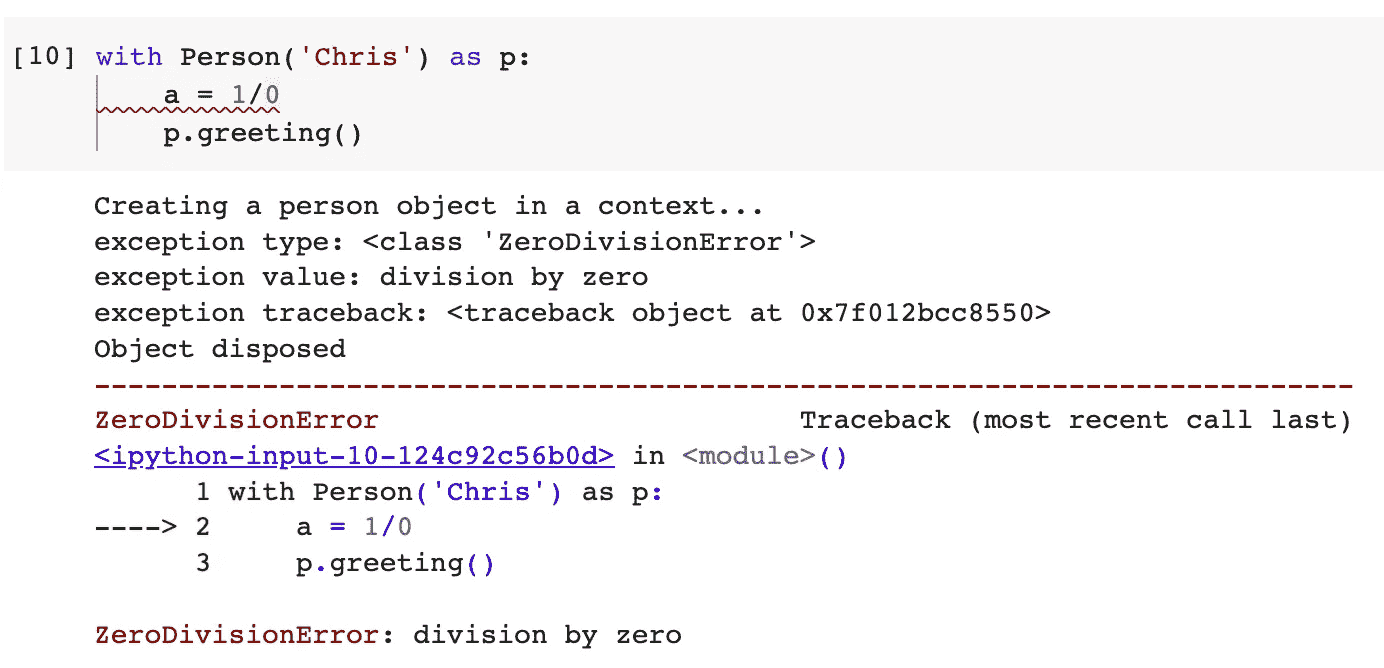 [10] with Person('Chris') as p:
a = 1/0
p.greeting()
Creating a person object in a context...
exception type: <class 'ZeroDivisionError'>
exception value: division by zero
exception traceback: <traceback object at 0x7f012bcc8550>
Object disposed
---------------------------------------------------------------------------
ZeroDivisionError Traceback (most recent call last)
<ipython-input-10-124c92c56b0d> in <module>()
1 with Person('Chris') as p:
----> 2 a = 1/0
3 p.greeting()
ZeroDivisionError: division by zero